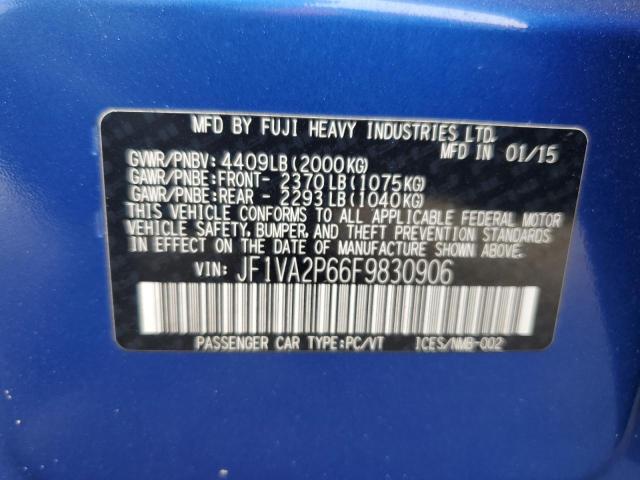 MFD BY FUJI HEAVY INDUSTRIES LTD.
MFD IN 01/15
GVWR/PNBV: 4409LB(2000KG)
GAWR/PNBE:FRONT- 2370LB(1075KG)
GAWR/PNBE:REAR - 2293LB(1040KG)
THIS VEHICLE CONFORMS TO ALL APPLICABLE FEDERAL MOTOR
VEHICLE SAFETY, BUMPER, AND THEFT PREVENTION STANDARDS
IN EFFECT ON THE DATE OF MANUFACTURE SHOWN ABOVE.
VIN: JF1VA2P66F9830906
PASSENGER CAR TYPE:PC/VT ICES/NMB-002